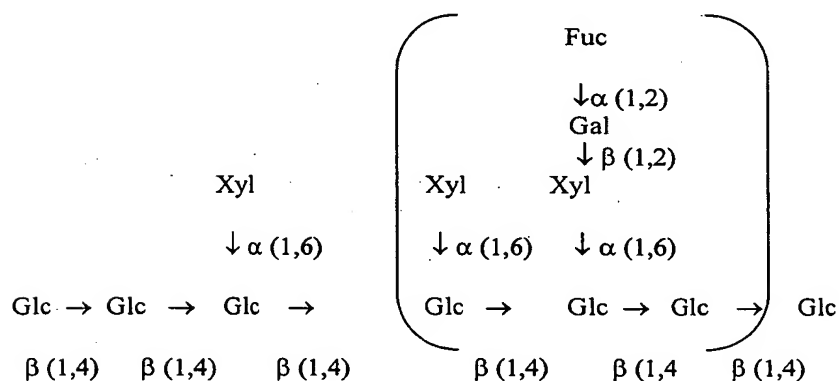 Fuc
↓ α (1,2)
Gal
↓ β (1,2)
Xyl Xyl Xyl
↓ α (1,6) ↓ α (1,6) ↓ α (1,6)
Glc → Glc → Glc → Glc → Glc → Glc → Glc
β (1,4) β (1,4) β (1,4) β (1,4) β (1,4 β (1,4)